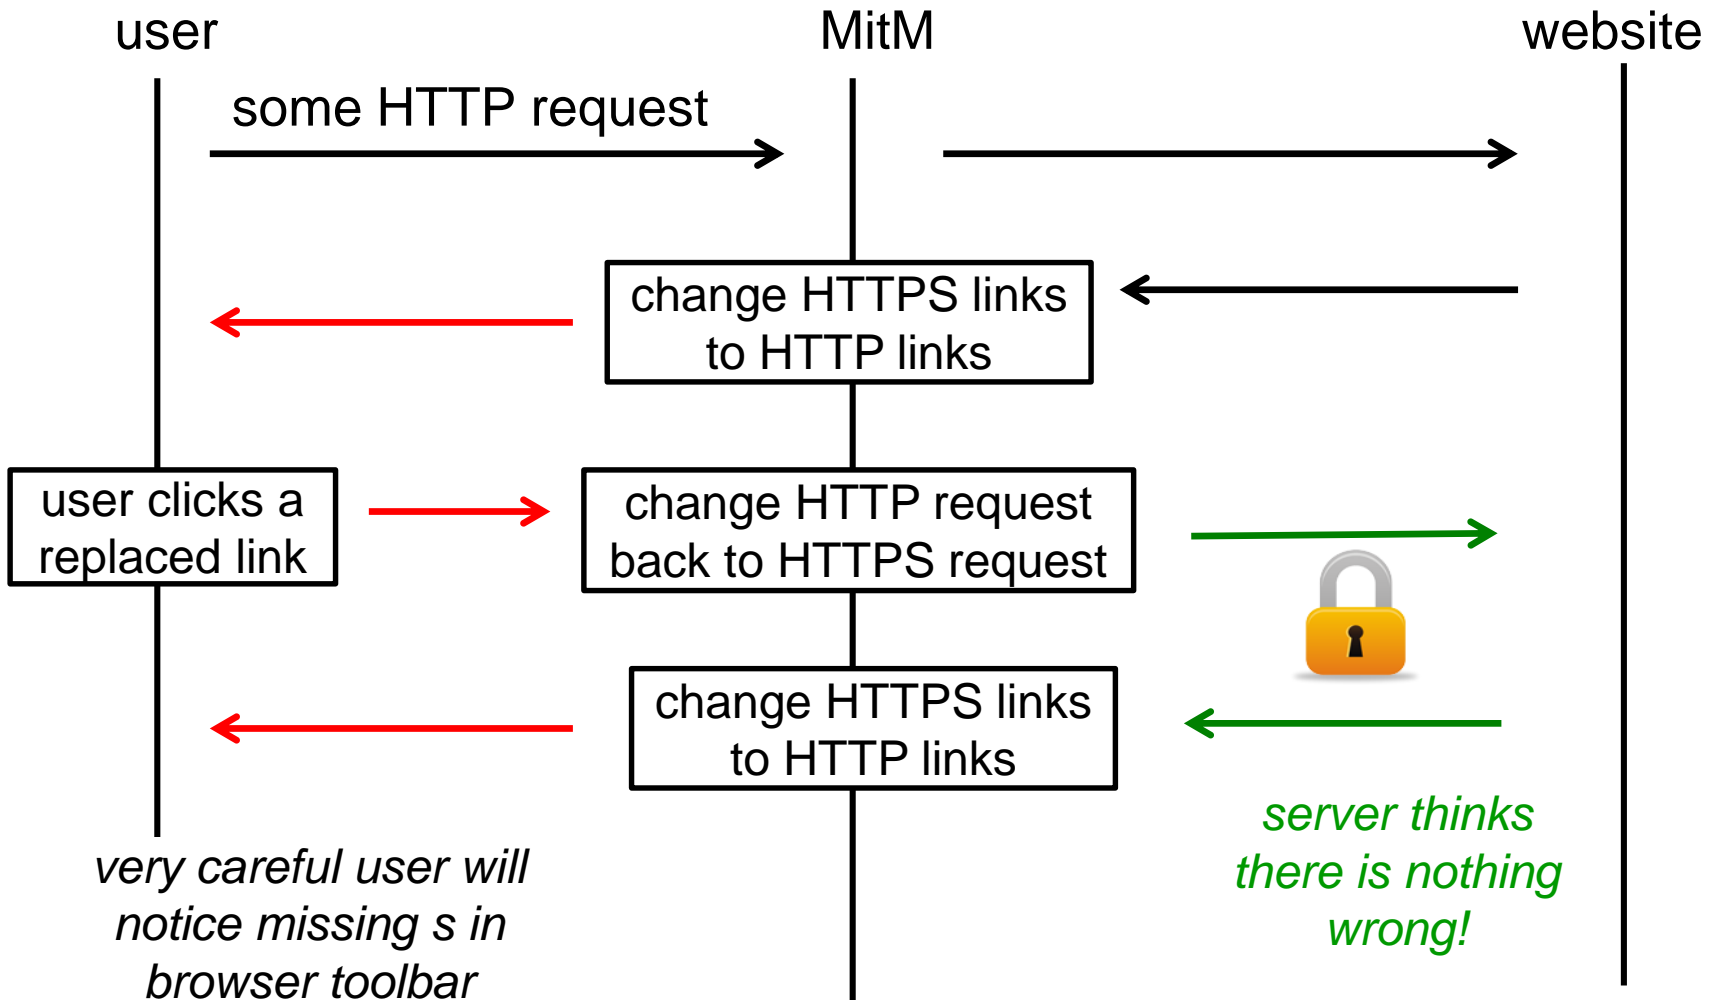 user
MitM
website
some HTTP request
change HTTPS links
to HTTP links
user clicks a
replaced link
change HTTP request
back to HTTPS request
change HTTPS links
to HTTP links
server thinks
there is nothing
wrong!
very careful user will
notice missing s in
browser toolbar